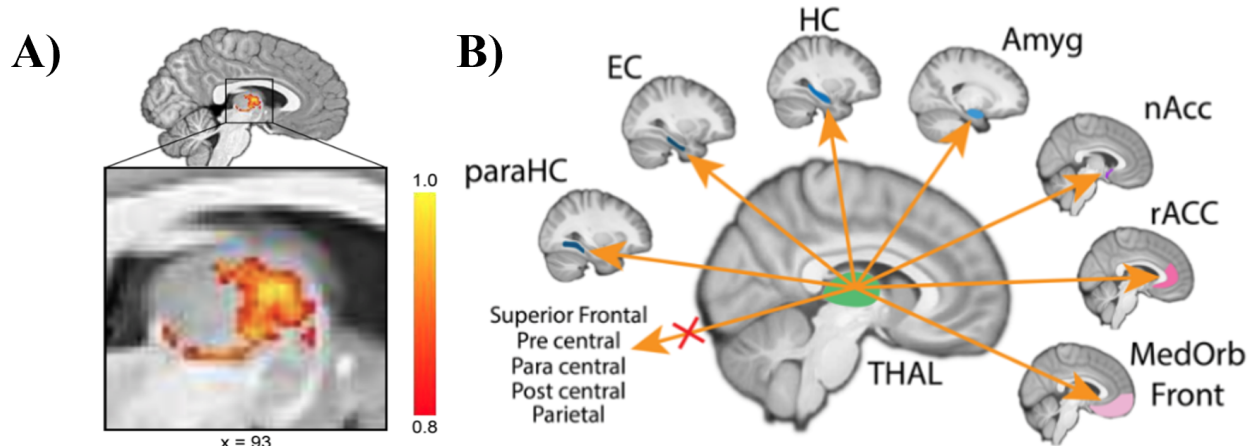 A)
1.0
0.8
x = 93
B)
paraHC
EC
HC
Amyg
nAcc
rACC
MedOrb
Front
THAL
Superior Frontal
Pre central
Para central
Post central
Parietal